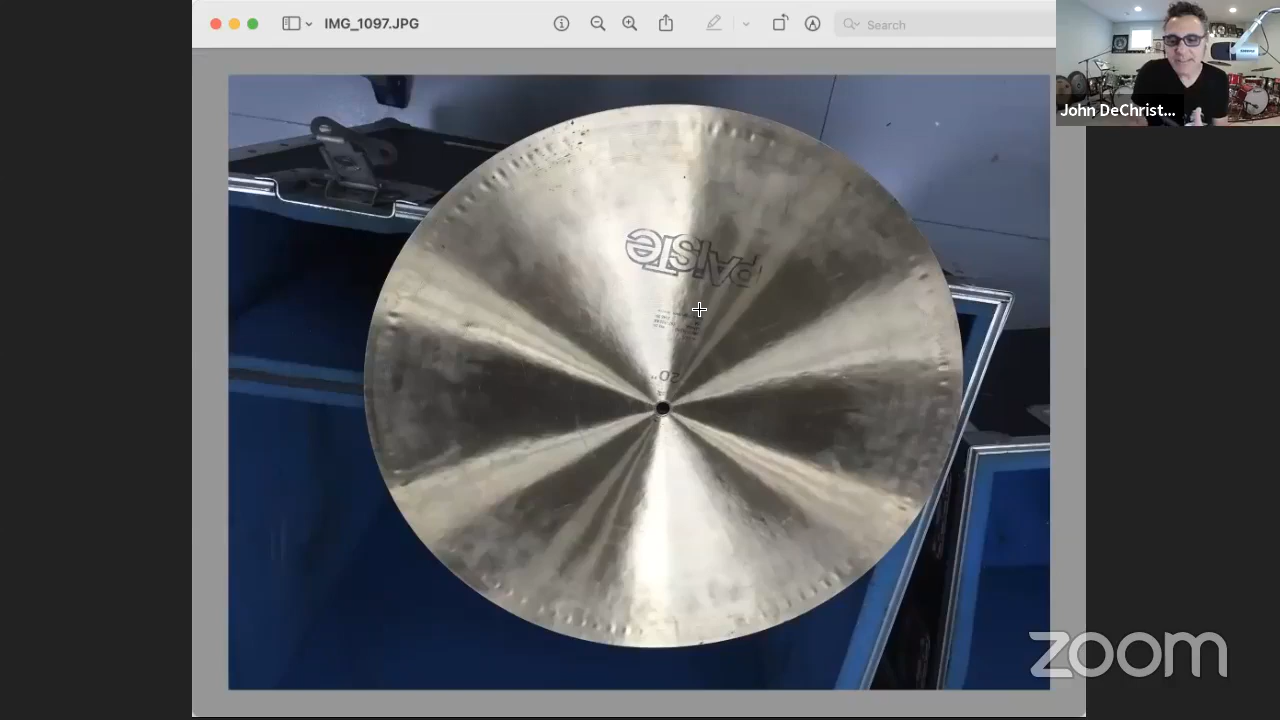 IMG_1097.JPG
Search
John DeChrist...
PAISTe
20"
zoom